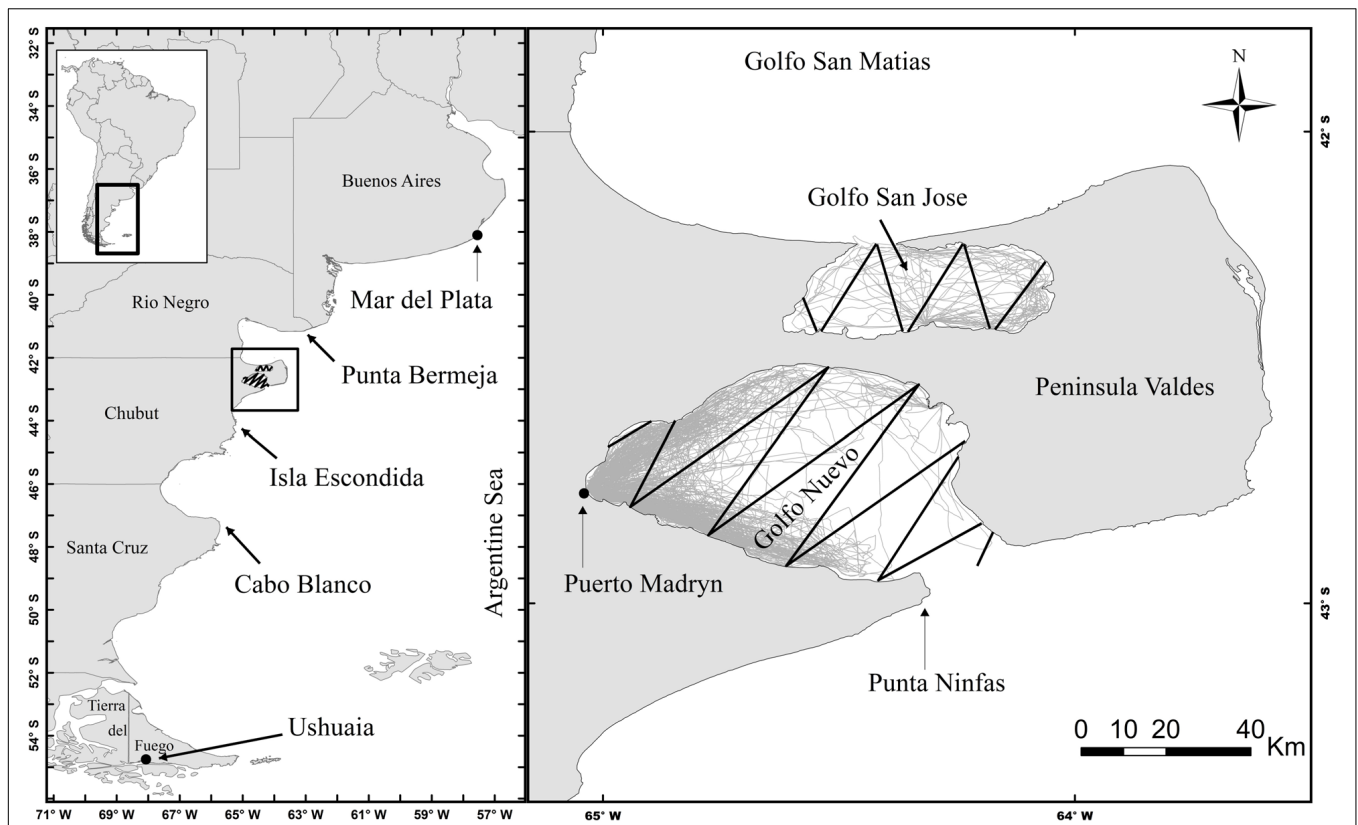 32° S
34° S
36° S
38° S
40° S
42° S
44° S
46° S
48° S
50° S
52° S
54° S
Buenos Aires
Mar del Plata
Rio Negro
Punta Bermeja
Chubut
Isla Escondida
Santa Cruz
Cabo Blanco
Argentine Sea
Tierra
del
Fuego
Ushuaia
71° W
69° W
67° W
65° W
63° W
61° W
59° W
57° W
Golfo San Matias
N
42° S
Golfo San Jose
Peninsula Valdes
Golfo Nuevo
Puerto Madryn
43° S
Punta Ninfas
0 10 20 40
Km
65° W
64° W